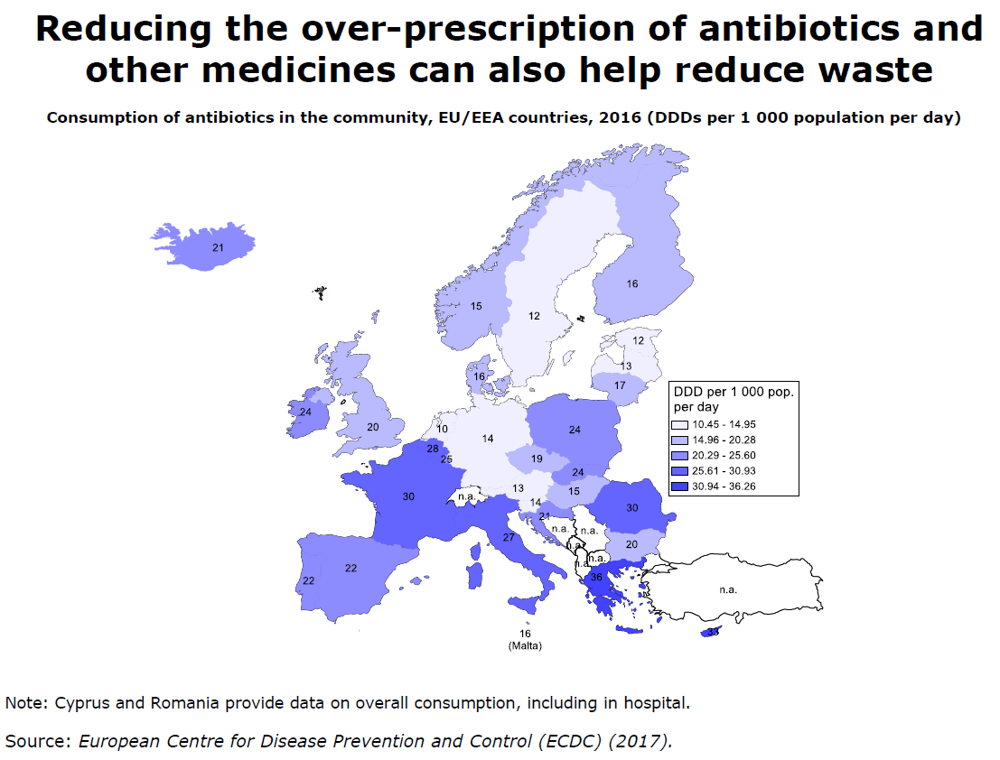 Reducing the over-prescription of antibiotics and
other medicines can also help reduce waste
Consumption of antibiotics in the community, EU/EEA countries, 2016 (DDDs per 1 000 population per day)
21
15
12
16
12
13
17
16
24
20
10
14
28
25
24
19
24
13
15
14
n.a.
30
21
30
n.a.
n.a.
27
20
n.a.
n.a.
n.a.
22
22
36
n.a.
33
16
(Malta)
DDD per 1 000 pop.
per day
10.45 - 14.95
14.96 - 20.28
20.29 - 25.60
25.61 - 30.93
30.94 - 36.26
Note: Cyprus and Romania provide data on overall consumption, including in hospital.
Source: European Centre for Disease Prevention and Control (ECDC) (2017).